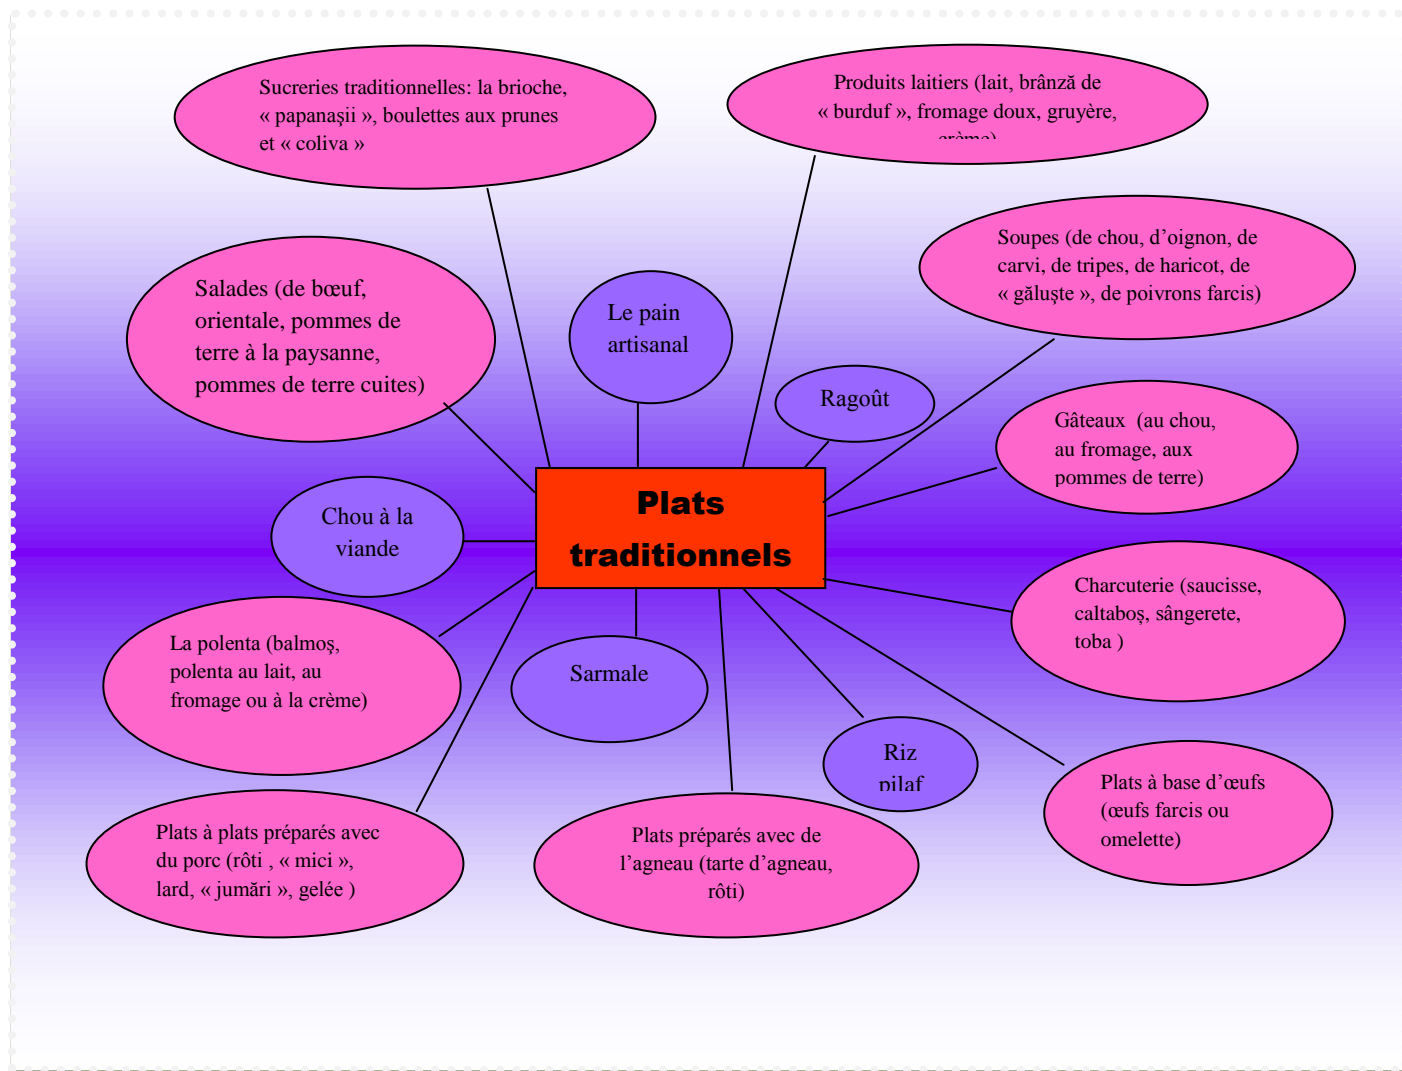 Sucreries traditionnelles: la brioche,
« papanaşii », boulettes aux prunes
et « coliva »
Produits laitiers (lait, brânză de
« burduf », fromage doux, gruyère,
crème)
Soupes (de chou, d’oignon, de
carvi, de tripes, de haricot, de
« găluşte », de poivrons farcis)
Salades (de bœuf,
orientale, pommes de
terre à la paysanne,
pommes de terre cuites)
Le pain
artisanal
Ragoût
Gâteaux (au chou,
au fromage, aux
pommes de terre)
Plats
traditionnels
Chou à la
viande
Charcuterie (saucisse,
caltaboş, sângerete,
toba )
La polenta (balmoş,
polenta au lait, au
fromage ou à la crème)
Sarmale
Riz
pilaf
Plats à base d’œufs
(œufs farcis ou
omelette)
Plats à plats préparés avec
du porc (rôti , « mici »,
lard, « jumări », gelée )
Plats préparés avec de
l’agneau (tarte d’agneau,
rôti)